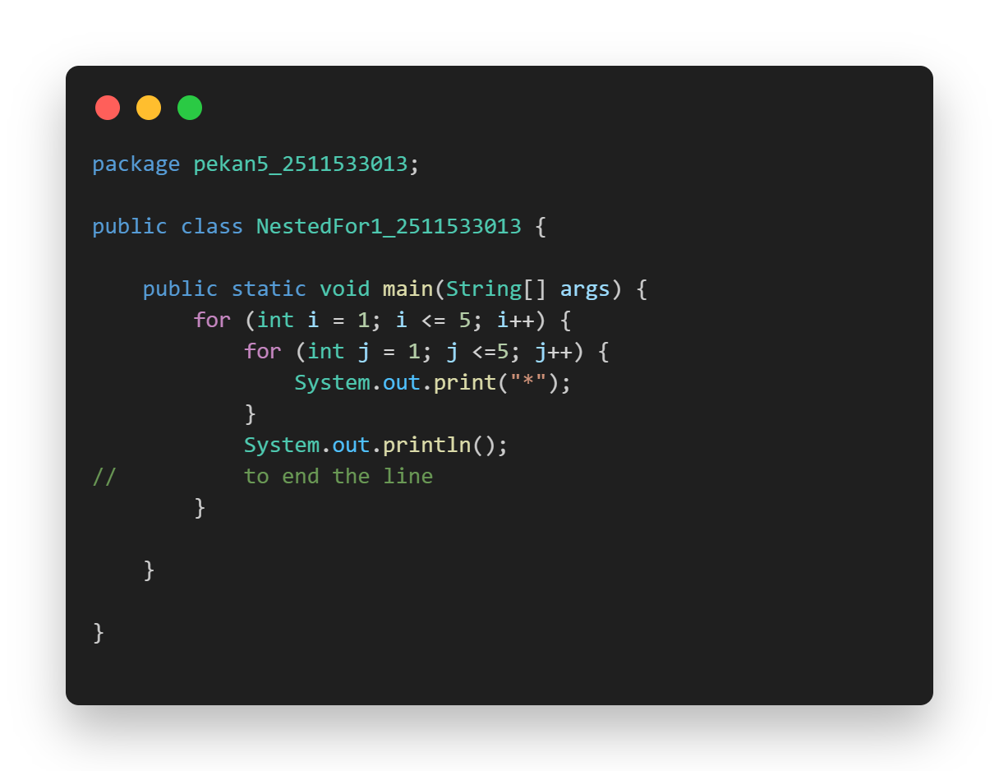 package pekan5_2511533013;

public class NestedFor1_2511533013 {

    public static void main(String[] args) {
        for (int i = 1; i <= 5; i++) {
            for (int j = 1; j <=5; j++) {
                System.out.print("*");
            }
            System.out.println();
//          to end the line
        }

    }

}